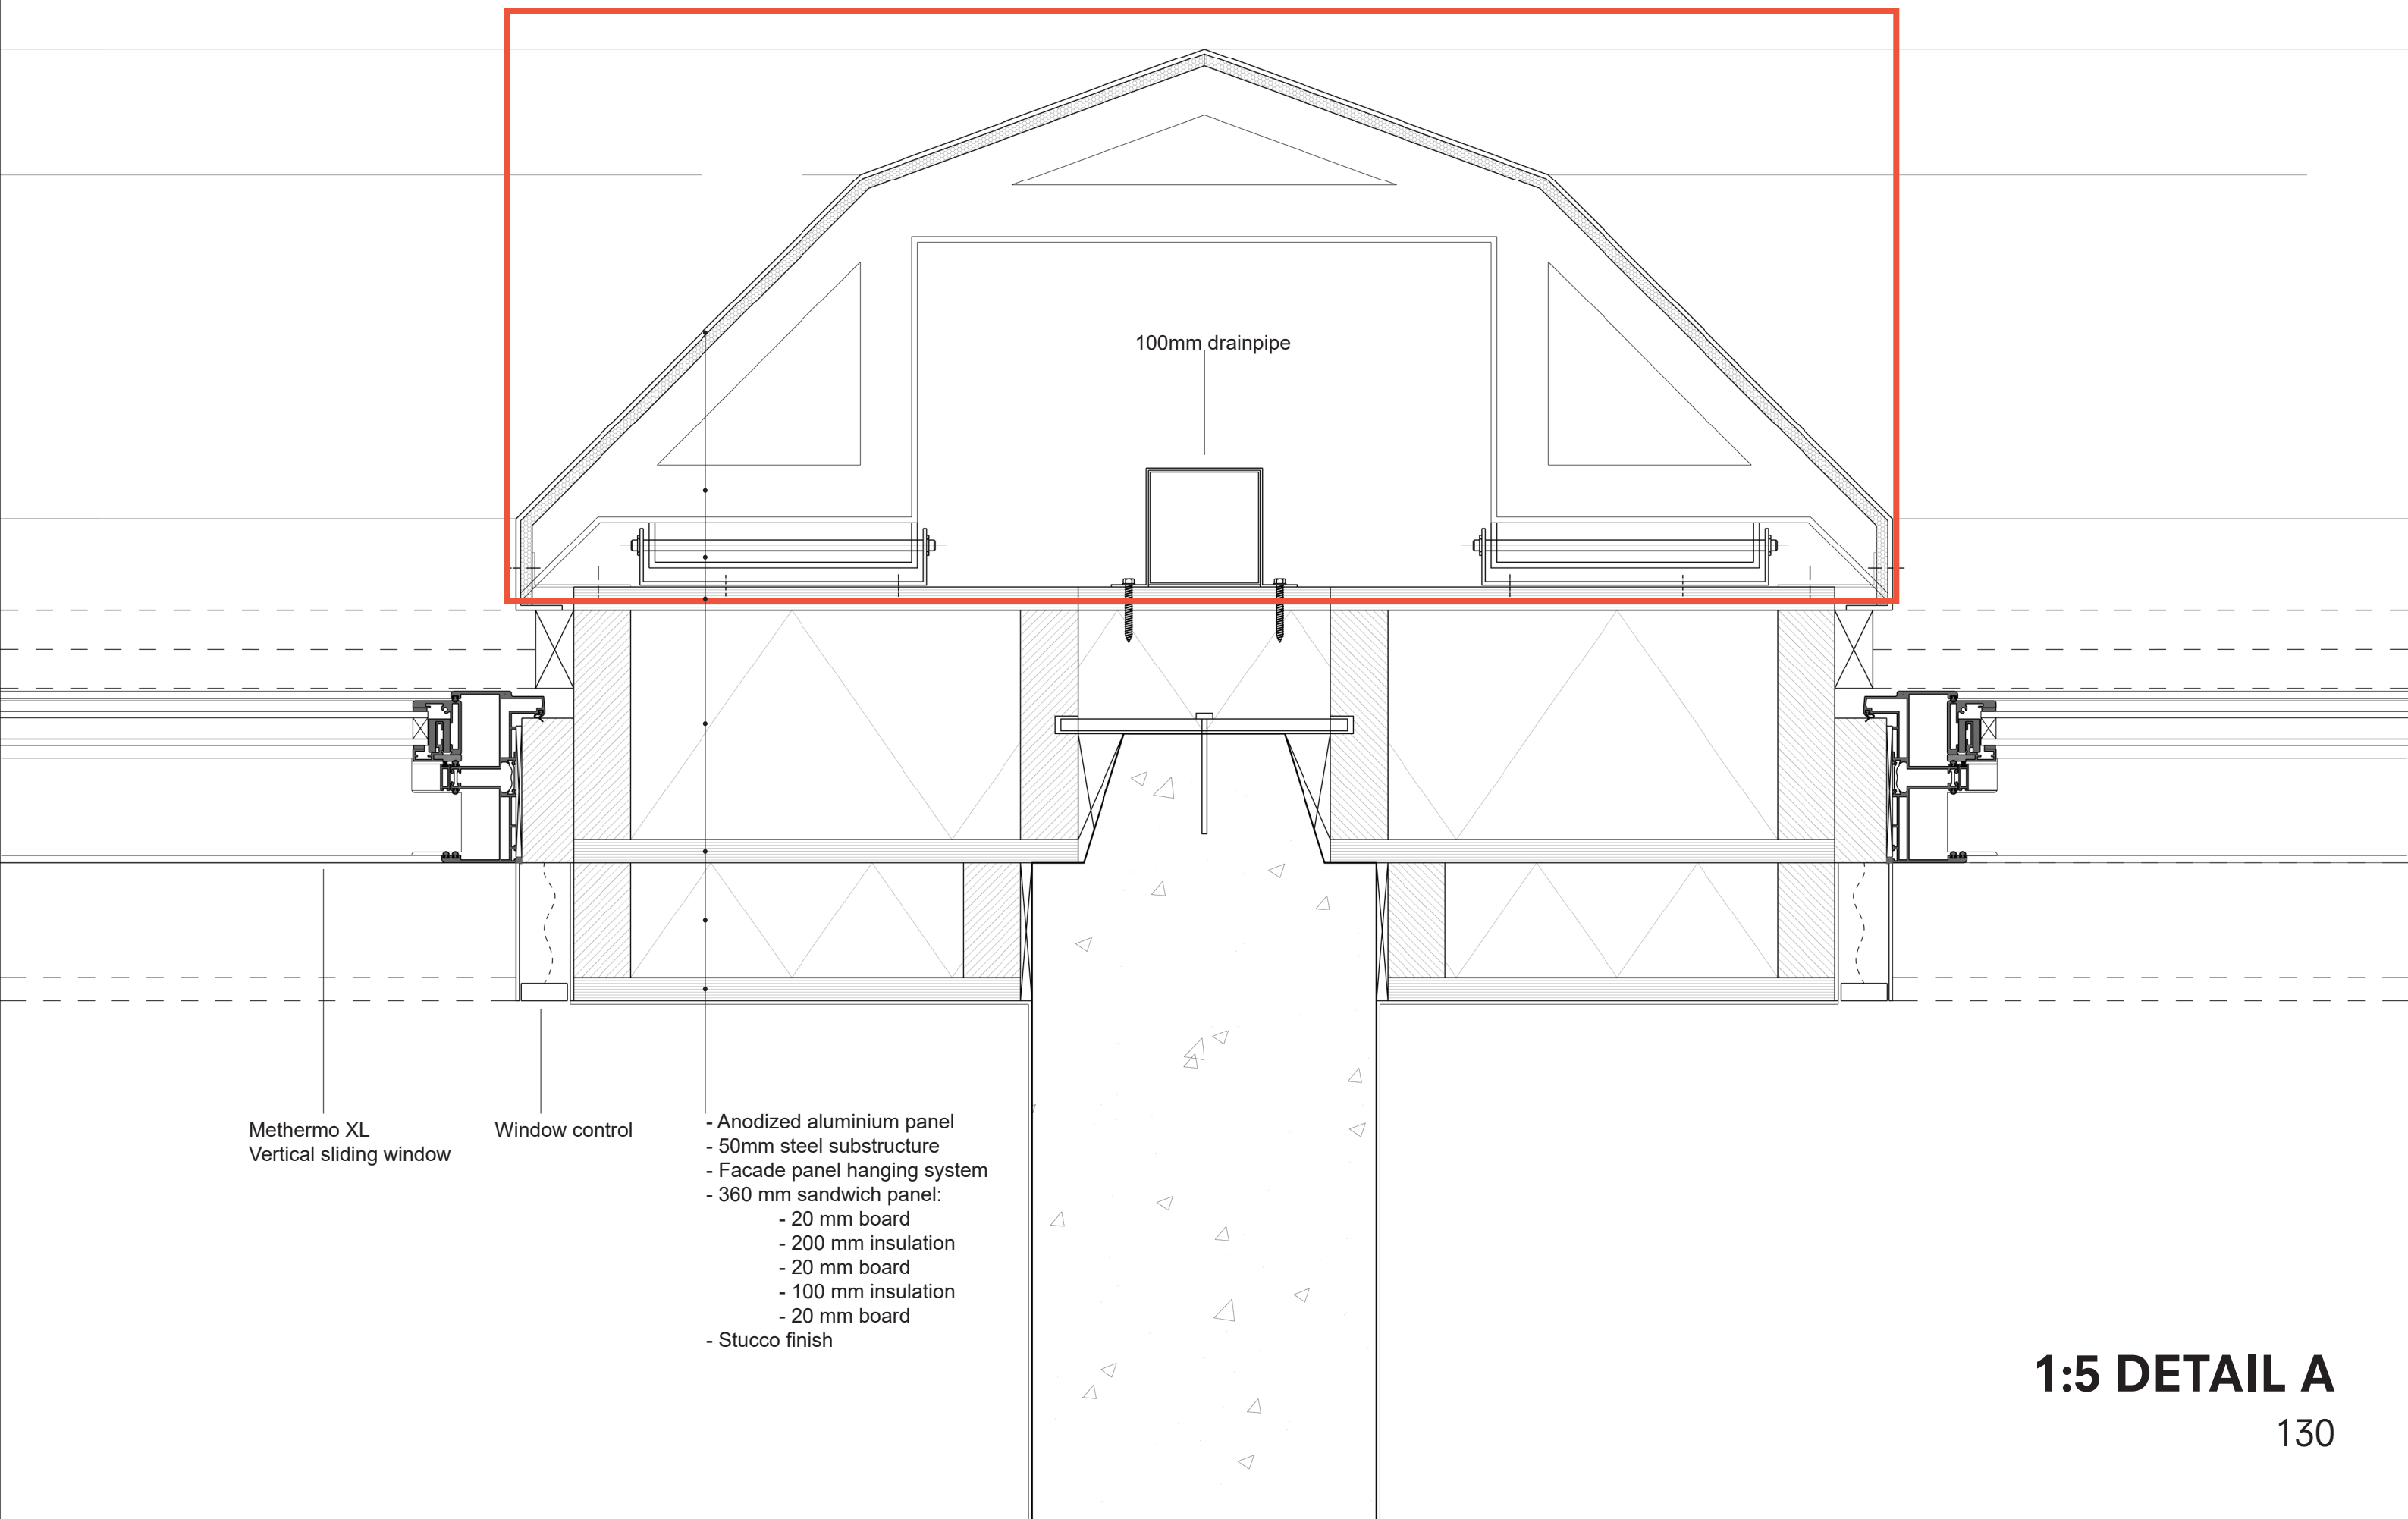 100mm drainpipe
Methermo XL
Vertical sliding window
Window control
- Anodized aluminium panel
- 50mm steel substructure
- Facade panel hanging system
- 360 mm sandwich panel:
- 20 mm board
- 200 mm insulation
- 20 mm board
- 100 mm insulation
- 20 mm board
- Stucco finish
1:5 DETAIL A
130